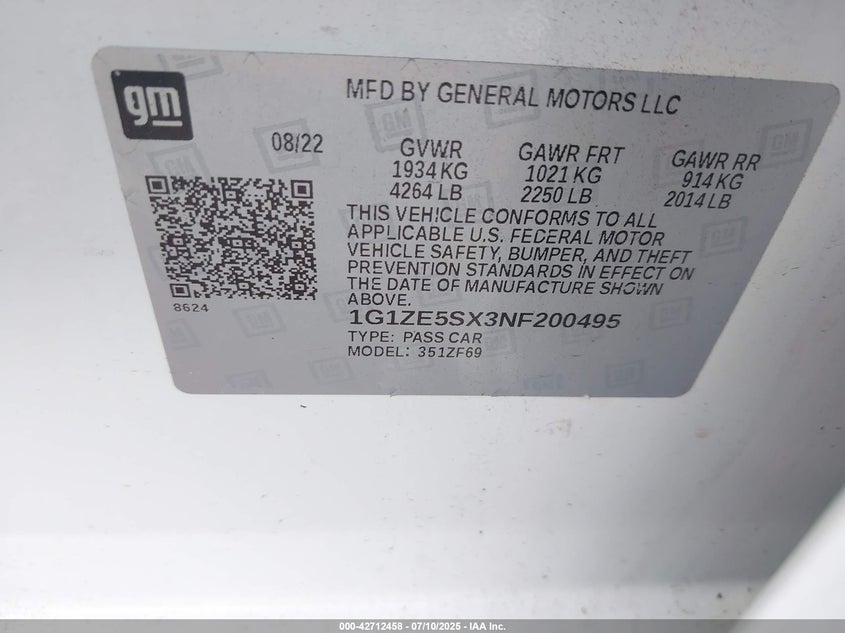 gm
MFD BY GENERAL MOTORS LLC
08/22
GVWR
1934 KG
4264 LB
GAWR FRT
1021 KG
2250 LB
GAWR RR
914 KG
2014 LB
THIS VEHICLE CONFORMS TO ALL
APPLICABLE U.S. FEDERAL MOTOR
VEHICLE SAFETY, BUMPER, AND THEFT
PREVENTION STANDARDS IN EFFECT ON
THE DATE OF MANUFACTURE SHOWN
ABOVE.
8624
1G1ZE5SX3NF200495
TYPE: PASS CAR
MODEL: 351ZF69
000-42712458 - 07/10/2025 - IAA Inc.